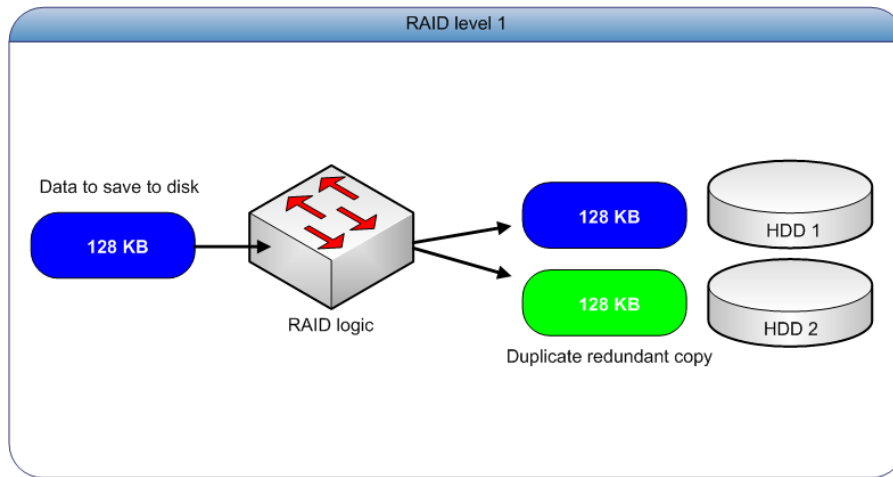 RAID level 1
Data to save to disk
128 KB
RAID logic
128 KB
HDD 1
128 KB
HDD 2
Duplicate redundant copy